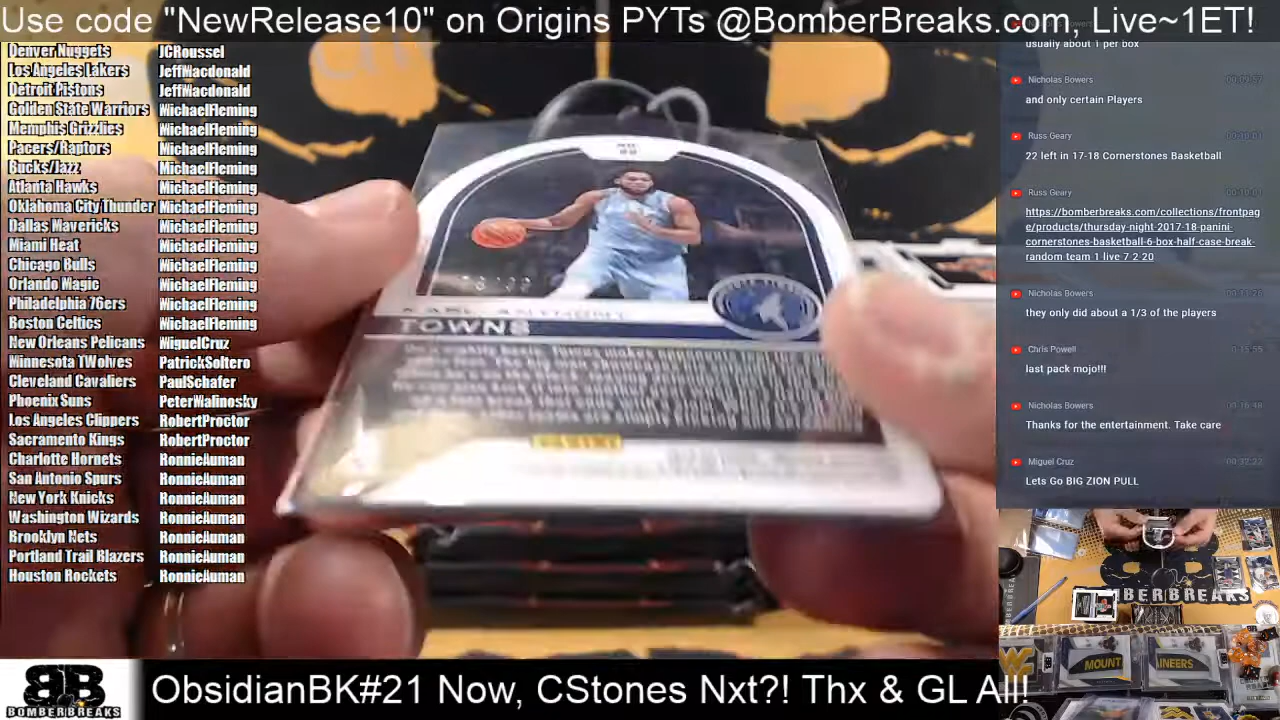 Use code "NewRelease10" on Origins PYTs @BomberBreaks.com, Live~1ET!
Denver Nuggets JCRoussel
Los Angeles Lakers JeffMacdonald
Detroit Pistons JeffMacdonald
Golden State Warriors MichaelFleming
Memphis Grizzlies MichaelFleming
Pacers/Raptors MichaelFleming
Bucks/Jazz MichaelFleming
Atlanta Hawks MichaelFleming
Oklahoma City Thunder MichaelFleming
Dallas Mavericks MichaelFleming
Miami Heat MichaelFleming
Chicago Bulls MichaelFleming
Orlando Magic MichaelFleming
Philadelphia 76ers MichaelFleming
Boston Celtics MichaelFleming
New Orleans Pelicans MiguelCruz
Minnesota TWolves PatrickSoltero
Cleveland Cavaliers PaulSchafer
Phoenix Suns PeterMalinosky
Los Angeles Clippers RobertProctor
Sacramento Kings RobertProctor
Charlotte Hornets RonnieAuman
San Antonio Spurs RonnieAuman
New York Knicks RonnieAuman
Washington Wizards RonnieAuman
Brooklyn Nets RonnieAuman
Portland Trail Blazers RonnieAuman
Houston Rockets RonnieAuman
TOWNS
PANINI
usually about 1 per box
Nicholas Bowers
and only certain Players
Russ Geary
22 left in 17-18 Cornerstones Basketball
Russ Geary
https://bomberbreaks.com/collections/frontpag
e/products/thursday-night-2017-18-panini-
cornerstones-basketball-6-box-half-case-break-
random team 1 live 7 2 20
Nicholas Bowers
they only did about a 1/3 of the players
Chris Powell
last pack mojo!!!
Nicholas Bowers
Thanks for the entertainment. Take care
Miguel Cruz
Lets Go BIG ZION PULL
MBERBREAKS
MOUNT
INEERS
BB
BOMBERBREAKS
ObsidianBK#21 Now, CStones Nxt?! Thx & GL All!